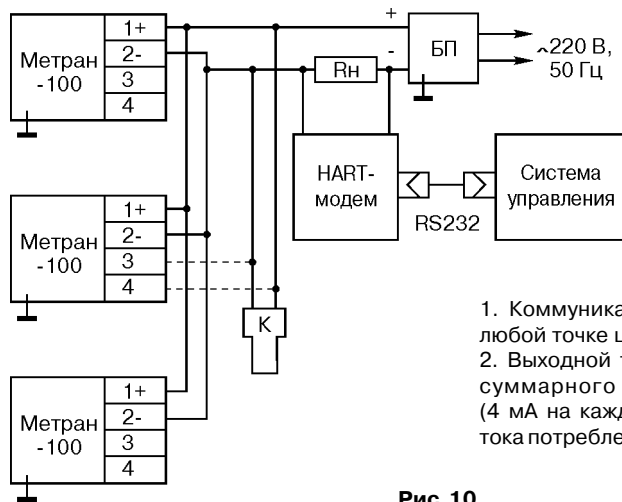 Метран
-100
1+
2-
3
4
Метран
-100
1+
2-
3
4
Метран
-100
1+
2-
3
4
+
-
Rн
БП
~220 В,
50 Гц
HART-
модем
RS232
Система
управления
К
1. Коммуника
любой точке ц
2. Выходной т
суммарного
(4 мА на кажд
тока потребле
Рис. 10